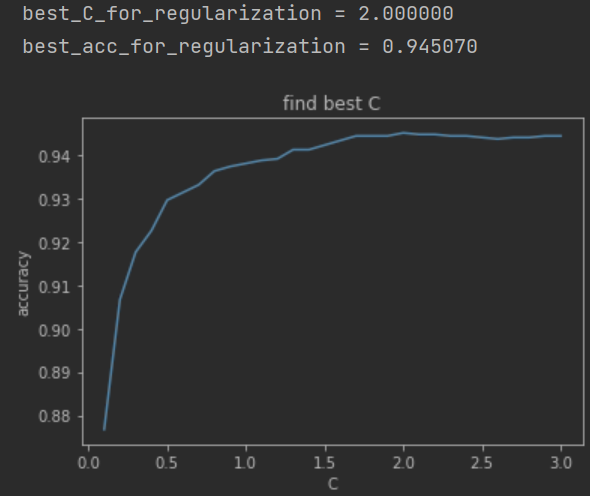 best_C_for_regularization = 2.000000
best_acc_for_regularization = 0.945070
find best C
0.94
0.93
0.92
0.91
0.90
0.89
0.88
accuracy
0.0 0.5 1.0 1.5 2.0 2.5 3.0
C